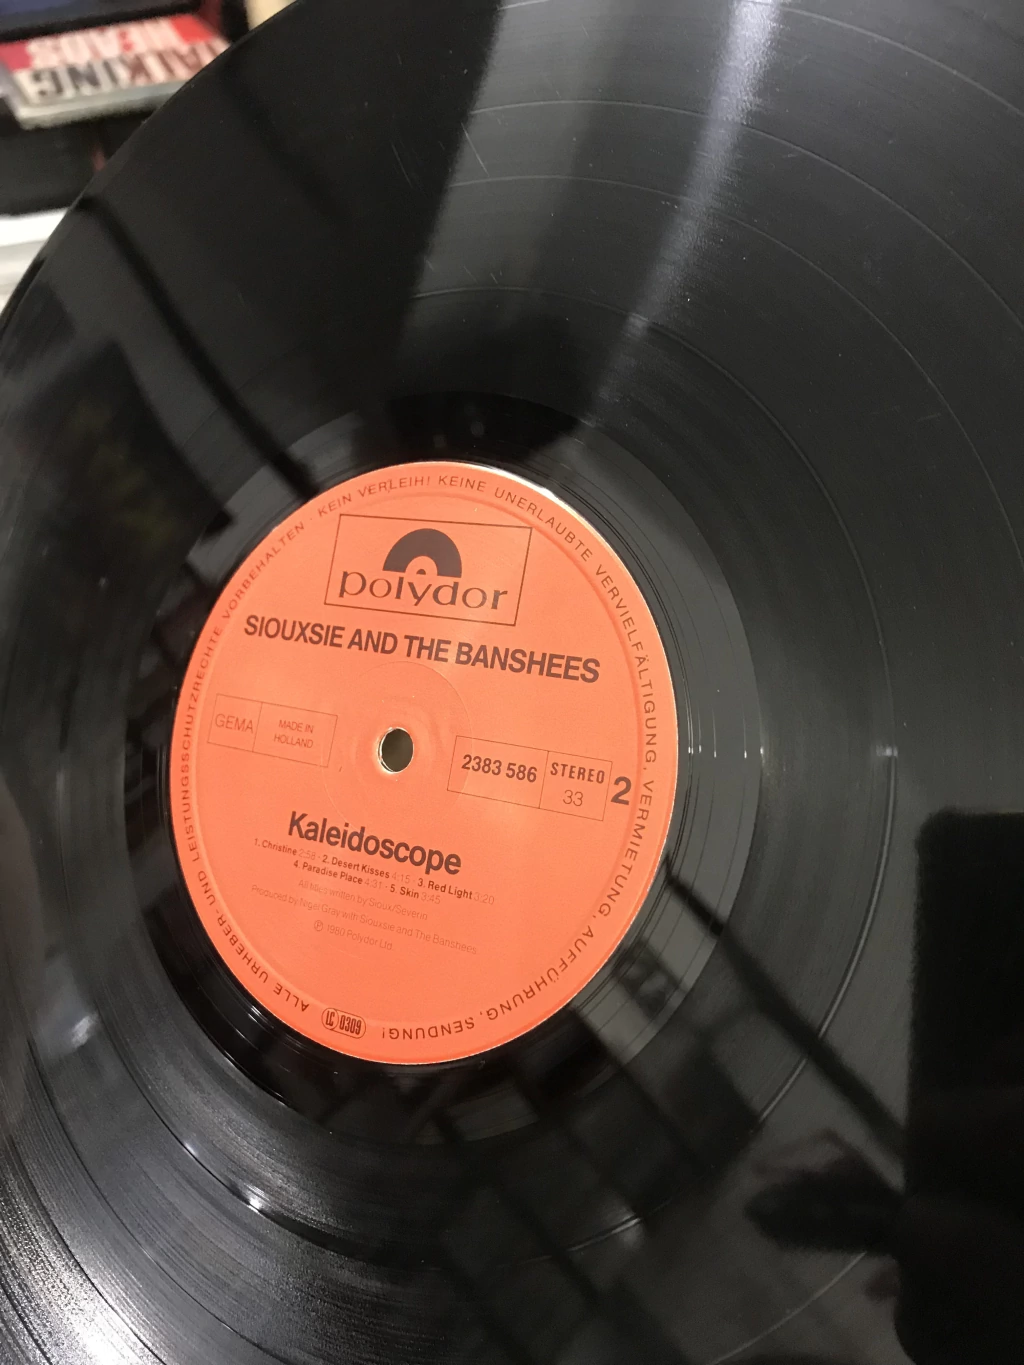 TALKING
HEADS
ALLE URHEBER- UND LEISTUNGSSCHUTZRECHTE VORBEHALTEN · KEIN VERLEIH! KEINE UNERLAUBTE VERVIELFÄLTIGUNG, VERMIETUNG, AUFFÜHRUNG, SENDUNG!
polydor
SIOUXSIE AND THE BANSHEES
GEMA
MADE IN
HOLLAND
2383 586
STEREO
33
2
Kaleidoscope
1. Christine 2:58 · 2. Desert Kisses 4:15 · 3. Red Light 3:20
4. Paradise Place 4:31 · 5. Skin 3:45
All titles written by Sioux/Severin
Produced by Nigel Gray with Siouxsie and The Banshees
℗ 1980 Polydor Ltd.
LC 0309